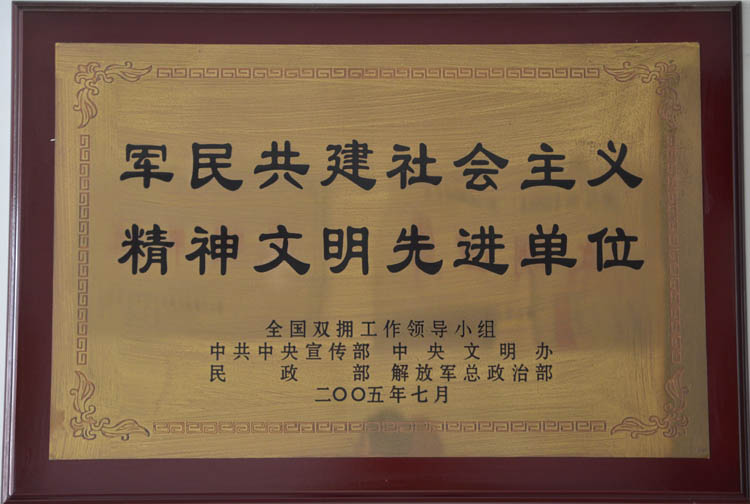 军民共建社会主义
精神文明先进单位
全国双拥工作领导小组
中共中央宣传部 中央文明办
民政部 解放军总政治部
二〇〇五年七月